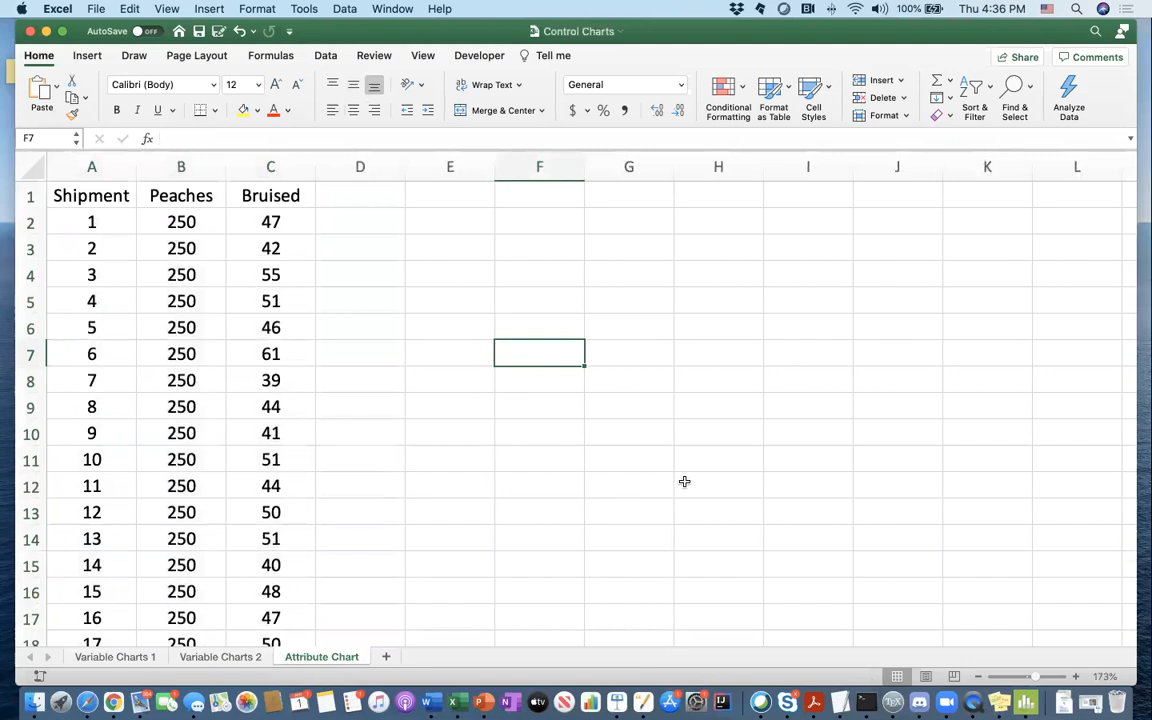 Excel File Edit View Insert Format Tools Data Window Help 100% Thu 4:36 PM
AutoSave OFF Control Charts
Home Insert Draw Page Layout Formulas Data Review View Developer Tell me Share Comments
Paste Calibri (Body) 12 Wrap Text General Insert
Conditional Formatting Format as Table Cell Styles Delete Sort & Filter Find & Select Analyze Data
B I U Merge & Center $ % Format
F7 fx
A B C D E F G H I J K L
1 Shipment Peaches Bruised
2 1 250 47
3 2 250 42
4 3 250 55
5 4 250 51
6 5 250 46
7 6 250 61
8 7 250 39
9 8 250 44
10 9 250 41
11 10 250 51
12 11 250 44
13 12 250 50
14 13 250 51
15 14 250 40
16 15 250 48
17 16 250 47
18 17 250 50
Variable Charts 1 Variable Charts 2 Attribute Chart +
173%